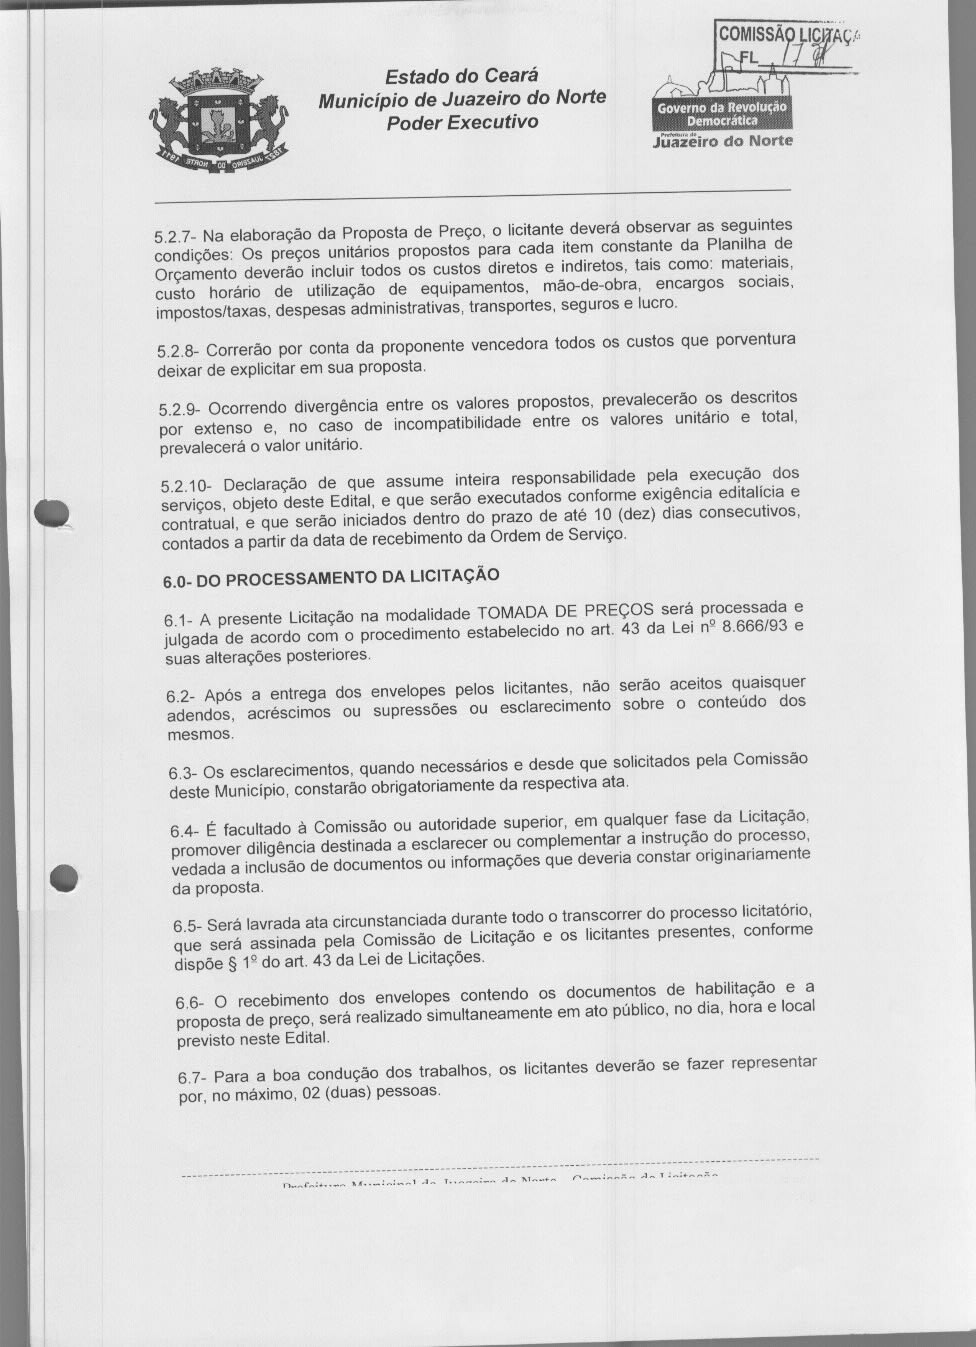 COMISSÃO LICITAÇ
FL 17
Estado do Ceará
Município de Juazeiro do Norte
Poder Executivo
Governo da Revolução
Democrática
Prefeitura de
Juazeiro do Norte
5.2.7- Na elaboração da Proposta de Preço, o licitante deverá observar as seguintes
condições: Os preços unitários propostos para cada item constante da Planilha de
Orçamento deverão incluir todos os custos diretos e indiretos, tais como: materiais,
custo horário de utilização de equipamentos, mão-de-obra, encargos sociais,
impostos/taxas, despesas administrativas, transportes, seguros e lucro.
5.2.8- Correrão por conta da proponente vencedora todos os custos que porventura
deixar de explicitar em sua proposta.
5.2.9- Ocorrendo divergência entre os valores propostos, prevalecerão os descritos
por extenso e, no caso de incompatibilidade entre os valores unitário e total,
prevalecerá o valor unitário.
5.2.10- Declaração de que assume inteira responsabilidade pela execução dos
serviços, objeto deste Edital, e que serão executados conforme exigência editalícia e
contratual, e que serão iniciados dentro do prazo de até 10 (dez) dias consecutivos,
contados a partir da data de recebimento da Ordem de Serviço.
6.0- DO PROCESSAMENTO DA LICITAÇÃO
6.1- A presente Licitação na modalidade TOMADA DE PREÇOS será processada e
julgada de acordo com o procedimento estabelecido no art. 43 da Lei nº 8.666/93 e
suas alterações posteriores.
6.2- Após a entrega dos envelopes pelos licitantes, não serão aceitos quaisquer
adendos, acréscimos ou supressões ou esclarecimento sobre o conteúdo dos
mesmos.
6.3- Os esclarecimentos, quando necessários e desde que solicitados pela Comissão
deste Município, constarão obrigatoriamente da respectiva ata.
6.4- É facultado à Comissão ou autoridade superior, em qualquer fase da Licitação,
promover diligência destinada a esclarecer ou complementar a instrução do processo,
vedada a inclusão de documentos ou informações que deveria constar originariamente
da proposta.
6.5- Será lavrada ata circunstanciada durante todo o transcorrer do processo licitatório,
que será assinada pela Comissão de Licitação e os licitantes presentes, conforme
dispõe § 1º do art. 43 da Lei de Licitações.
6.6- O recebimento dos envelopes contendo os documentos de habilitação e a
proposta de preço, será realizado simultaneamente em ato público, no dia, hora e local
previsto neste Edital.
6.7- Para a boa condução dos trabalhos, os licitantes deverão se fazer representar
por, no máximo, 02 (duas) pessoas.
Prefeitura Municipal de Juazeiro do Norte – Comissão de Licitação